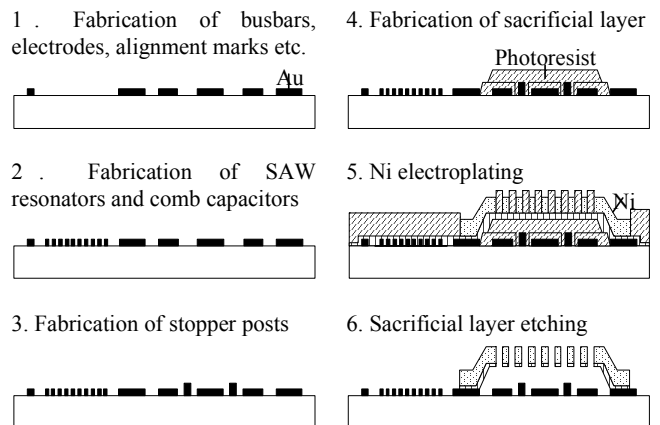 1 . Fabrication of busbars,
electrodes, alignment marks etc.
Au
2 . Fabrication of SAW
resonators and comb capacitors
3. Fabrication of stopper posts
4. Fabrication of sacrificial layer
Photoresist
5. Ni electroplating
Ni
6. Sacrificial layer etching